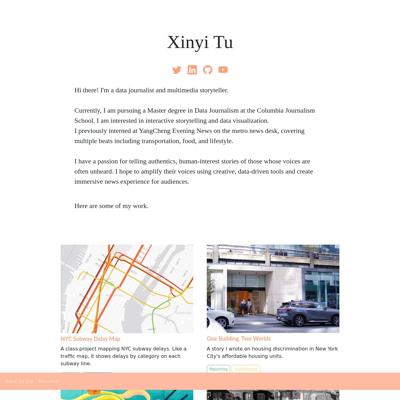 Xinyi Tu
Hi there! I'm a data journalist and multimedia storyteller.
Currently, I am pursuing a Master degree in Data Journalism at the Columbia Journalism
School. I am interested in interactive storytelling and data visualization.
I previously interned at YangCheng Evening News on the metro news desk, covering
multiple beats including transportation, food, and lifestyle.
I have a passion for telling authentics, human-interest stories of those whose voices are
often unheard. I hope to amplify their voices using creative, data-driven tools and create
immersive news experience for audiences.
Here are some of my work.
NYC Subway Delay Map
A class project mapping NYC subway delays. Like a
traffic map, it shows delays by category on each
subway line.
One Building, Two Worlds
A story I wrote on housing discrimination in New York
City's affordable housing units.
Reporting